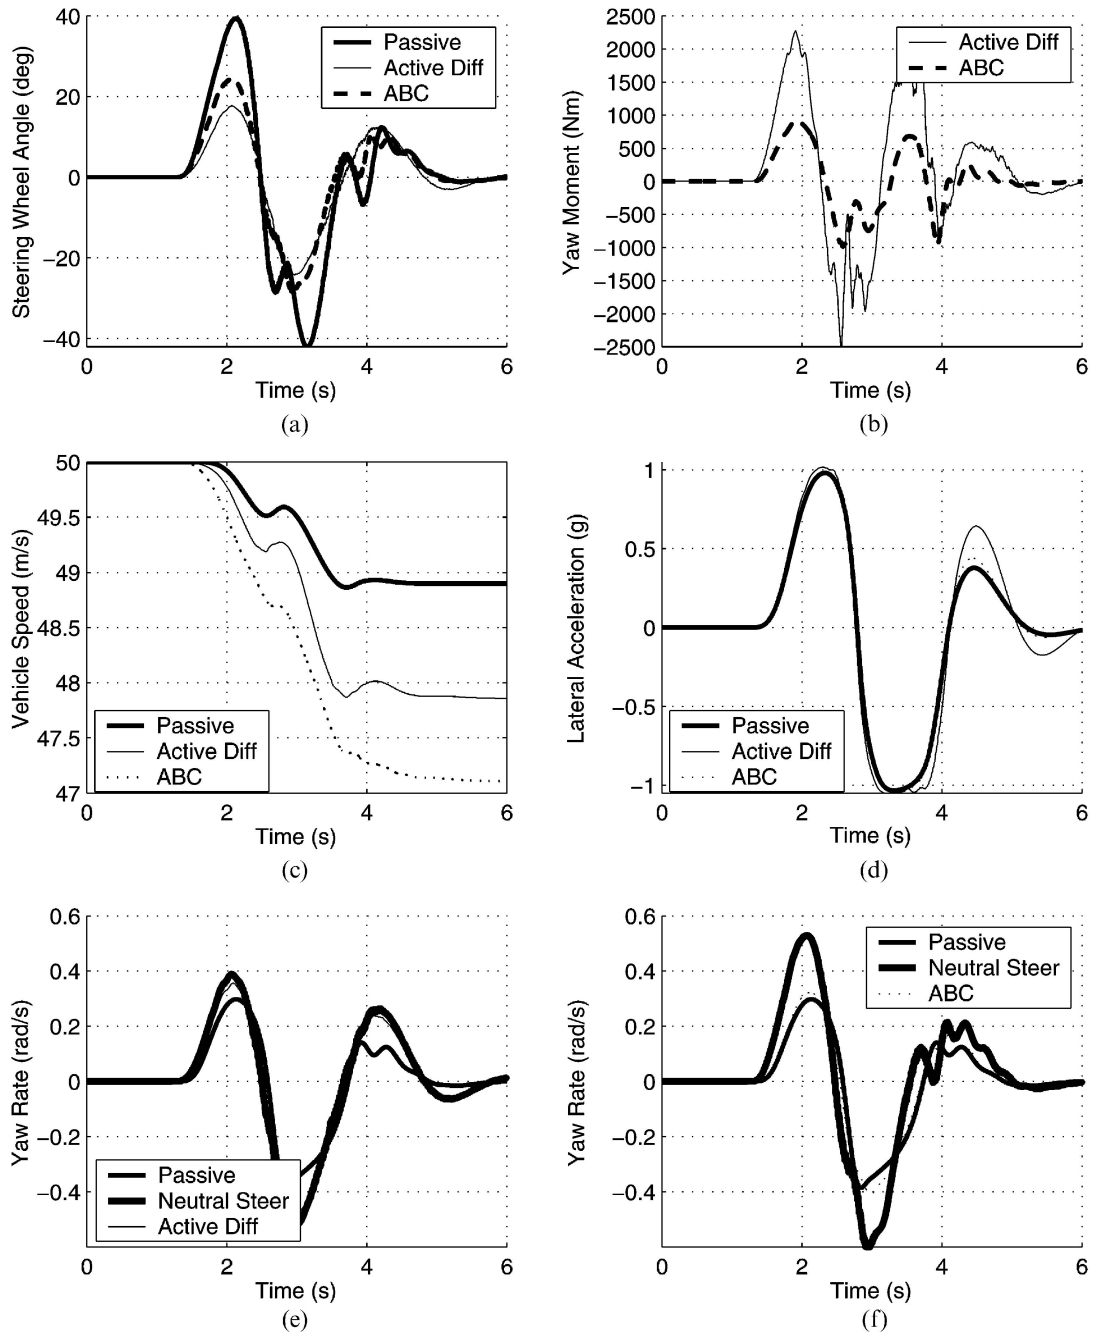 40
20
0
−20
−40
0
2
4
6
Steering Wheel Angle (deg)
Time (s)
Passive
Active Diff
ABC
(a)
2500
2000
1500
1000
500
0
−500
−1000
−1500
−2000
−2500
0
2
4
6
Yaw Moment (Nm)
Time (s)
Active Diff
ABC
(b)
50
49.5
49
48.5
48
47.5
47
0
2
4
6
Vehicle Speed (m/s)
Time (s)
Passive
Active Diff
ABC
(c)
1
0.5
0
−0.5
−1
0
2
4
6
Lateral Acceleration (g)
Time (s)
Passive
Active Diff
ABC
(d)
0.6
0.4
0.2
0
−0.2
−0.4
0
2
4
6
Yaw Rate (rad/s)
Time (s)
Passive
Neutral Steer
Active Diff
(e)
0.6
0.4
0.2
0
−0.2
−0.4
0
2
4
6
Yaw Rate (rad/s)
Time (s)
Passive
Neutral Steer
ABC
(f)